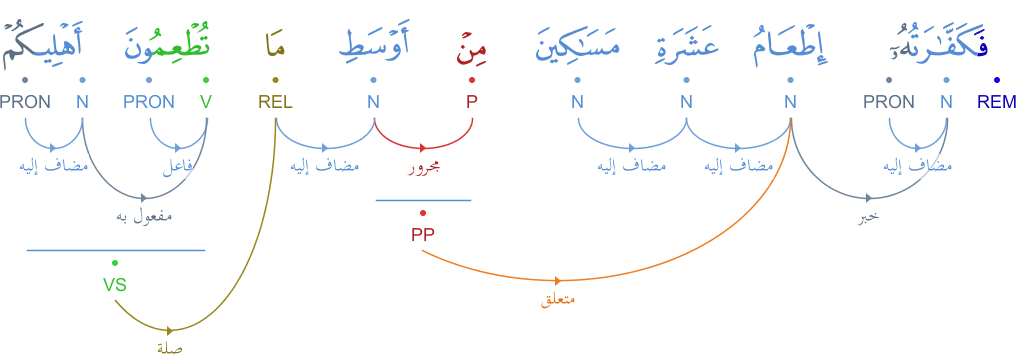 فَكَفَّـٰرَتُهُۥٓ إِطْعَامُ عَشَرَةِ مَسَـٰكِينَ مِنْ أَوْسَطِ مَا تُطْعِمُونَ أَهْلِيكُمْ
REM N PRON N N N P N REL V PRON N PRON
مضاف إليه مضاف إليه مضاف إليه مجرور مضاف إليه فاعل مضاف إليه
خبر مفعول به
PP
VS
متعلق
صلة